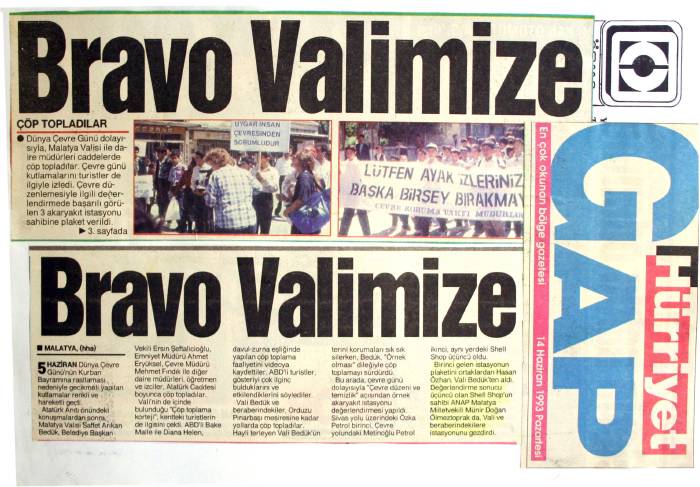 Bravo Valimize
ÇÖP TOPLADILAR
● Dünya Çevre Günü dolayı-
sıyla, Malatya Valisi ile da-
ire müdürleri caddelerde
çöp topladılar. Çevre günü
kutlamalarını turistler de
ilgiyle izledi. Çevre dü-
zenlemesiyle ilgili değer-
lendirmede başarılı görü-
len 3 akaryakıt istasyonu
sahibine plaket verildi.
▶ 3. sayfada
UYGAR İNSAN
ÇEVRESİNDEN
SORUMLUDUR
LÜTFEN AYAK İZLERİNİZ
BAŞKA BİRŞEY BIRAKMAY
ÇEVRE KORUMA VAKFI MÜDÜRLÜ
Bravo Valimize
■ MALATYA, (hha)
5 HAZİRAN Dünya Çevre
Günü'nün Kurban
Bayramına rastlaması
nedeniyle gecikmeli yapılan
kutlamalar renkli ve
hareketli geçti.
Atatürk Anıtı önündeki
konuşmalardan sonra,
Malatya Valisi Saffet Arıkan
Bedük, Belediye Başkan
Vekili Ersin Seftalicioğlu,
Emniyet Müdürü Ahmet
Eryüksel, Çevre Müdürü
Mehmet Fındık ile diğer
daire müdürleri, öğretmen
ve izciler, Atatürk Caddesi
boyunca çöp topladılar.
Vali'nin de içinde
bulunduğu "Çöp toplama
korteji", kentteki turistlerin
de ilgisini çekti. ABD'li Bake
Malle ile Diana Helen,
davul-zurna eşliğinde
yapılan çöp toplama
faaliyetini videoya
kaydettiler. ABD'li turistler,
gösteriyi çok ilginç
bulduklarını ve
etkilendiklerini söylediler.
Vali Bedük ve
beraberindekiler, Orduzu
Pınarbaşı mesiresine kadar
yollarda çöp topladılar.
Hayli terleyen Vali Bedük'ün
terini korumaları sık sık
silerken, Bedük, "Örnek
olması" dileğiyle çöp
toplamayı sürdürdü.
Bu arada, çevre günü
dolayısıyla "Çevre düzeni ve
temizlik" açısından örnek
akaryakıt istasyonu
değerlendirmesi yapıldı.
Sivas yolu üzerindeki Özka
Petrol birinci, Çevre
yolundaki Metinoğlu Petrol
ikinci, aynı yerdeki Shell
Shop üçüncü oldu.
Birinci gelen istasyonun
plaketini ortaklardan Hasan
Özhan, Vali Bedük'ten aldı.
Değerlendirme sonucu
üçüncü olan Shell Shop'un
sahibi ANAP Malatya
Milletvekili Münir Doğan
Ölmeztoprak da, Vali ve
beraberindekilere
istasyonunu gezdirdi.
En çok okunan bölge gazetesi
14 Haziran 1993 Pazartesi
GAP
Hürriyet